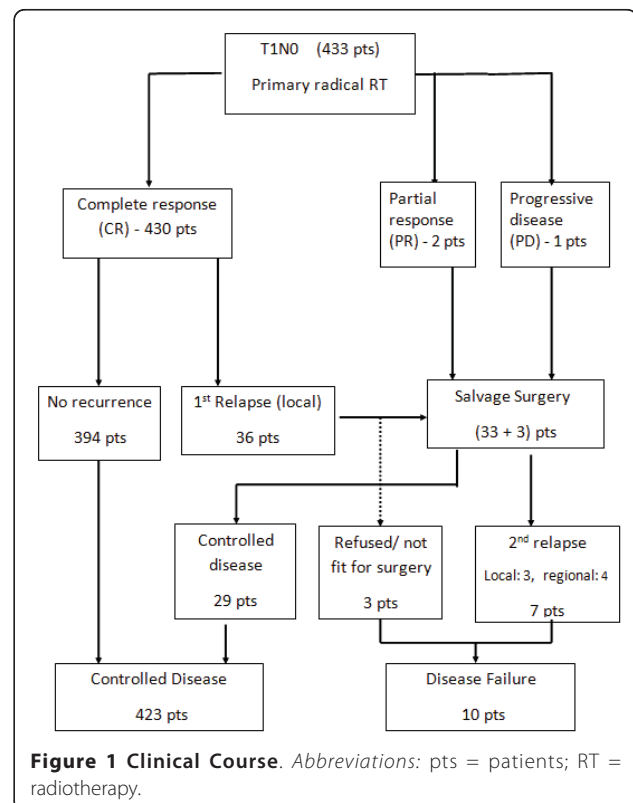 T1N0 (433 pts)
Primary radical RT
Complete response
(CR) - 430 pts
Partial
response
(PR) - 2 pts
Progressive
disease
(PD) - 1 pts
No recurrence
394 pts
1st Relapse (local)
36 pts
Salvage Surgery
(33 + 3) pts
Controlled
disease
29 pts
Refused/ not
fit for surgery
3 pts
2nd relapse
Local: 3, regional: 4
7 pts
Controlled Disease
423 pts
Disease Failure
10 pts
Figure 1 Clinical Course. Abbreviations: pts = patients; RT =
radiotherapy.